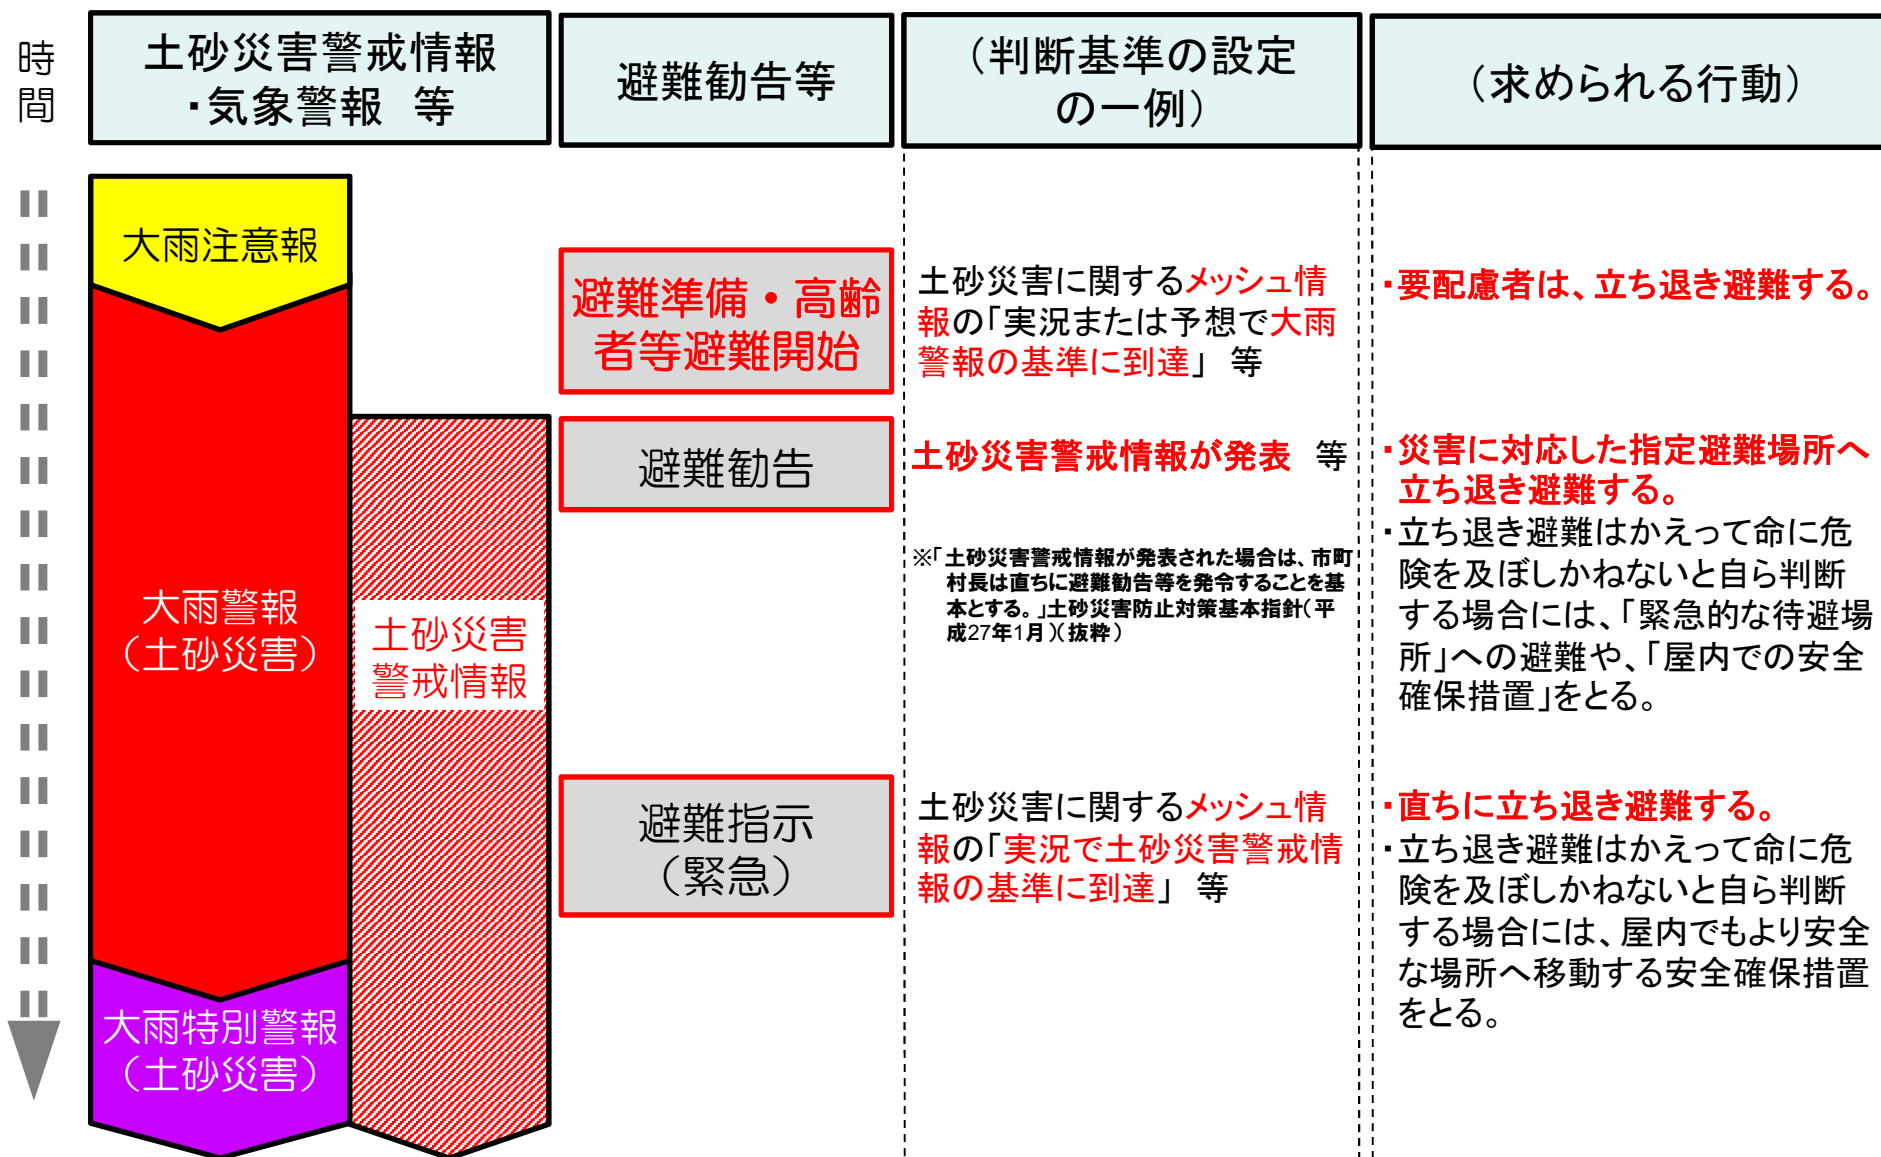 時
間
土砂災害警戒情報
・気象警報　等
避難勧告等
（判断基準の設定
の一例）
（求められる行動）
大雨注意報
大雨警報
（土砂災害）
大雨特別警報
（土砂災害）
土砂災害
警戒情報
避難準備・高齢
者等避難開始
土砂災害に関するメッシュ情
報の「実況または予想で大雨
警報の基準に到達」　等
・要配慮者は、立ち退き避難する。
避難勧告
土砂災害警戒情報が発表　等
※「土砂災害警戒情報が発表された場合は、市町
村長は直ちに避難勧告等を発令することを基
本とする。」土砂災害防止対策基本指針（平
成27年1月）（抜粋）
・災害に対応した指定避難場所へ
立ち退き避難する。
・立ち退き避難はかえって命に危
険を及ぼしかねないと自ら判断
する場合には、「緊急的な待避場
所」への避難や、「屋内での安全
確保措置」をとる。
避難指示
（緊急）
土砂災害に関するメッシュ情
報の「実況で土砂災害警戒情
報の基準に到達」　等
・直ちに立ち退き避難する。
・立ち退き避難はかえって命に危
険を及ぼしかねないと自ら判断
する場合には、屋内でもより安全
な場所へ移動する安全確保措置
をとる。